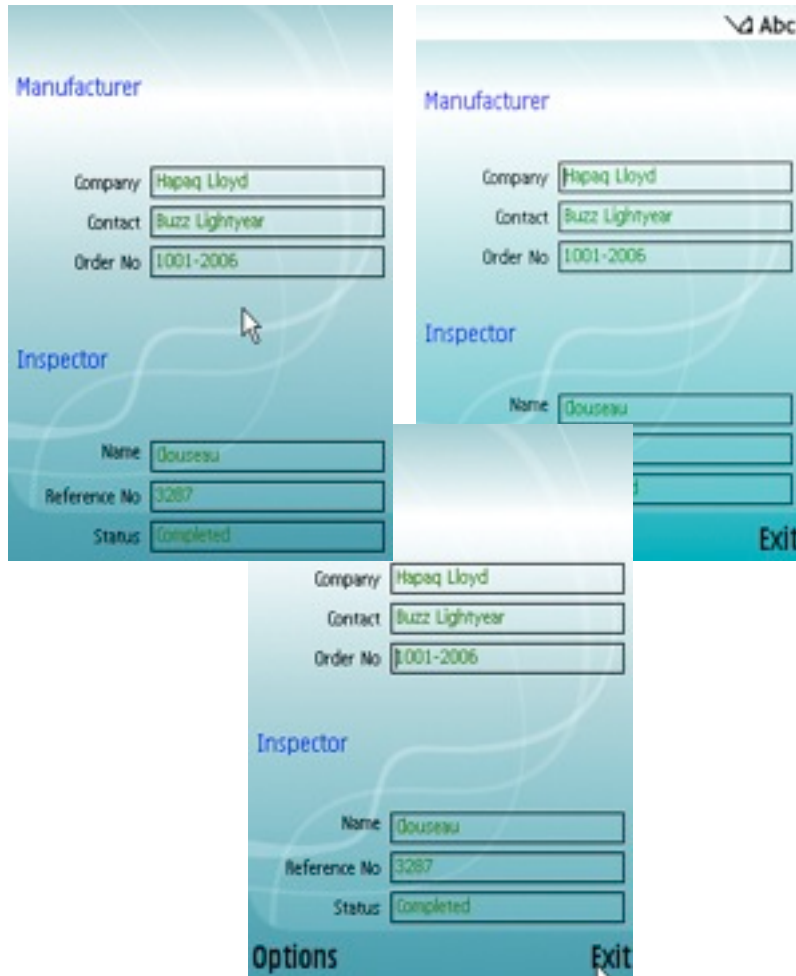 Manufacturer
Company Hapaq Lloyd
Contact Buzz Lightyear
Order No 1001-2006
Inspector
Name Clouseau
Reference No 3287
Status Completed
Abc
Manufacturer
Company Hapaq Lloyd
Contact Buzz Lightyear
Order No 1001-2006
Inspector
Name Clouseau
Exit
Company Hapaq Lloyd
Contact Buzz Lightyear
Order No 1001-2006
Inspector
Name Clouseau
Reference No 3287
Status Completed
Options Exit